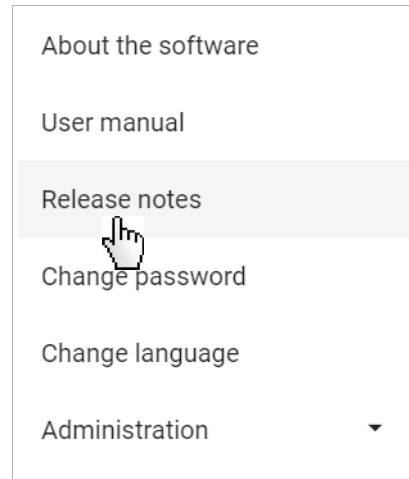 About the software
User manual
Release notes
Change password
Change language
Administration